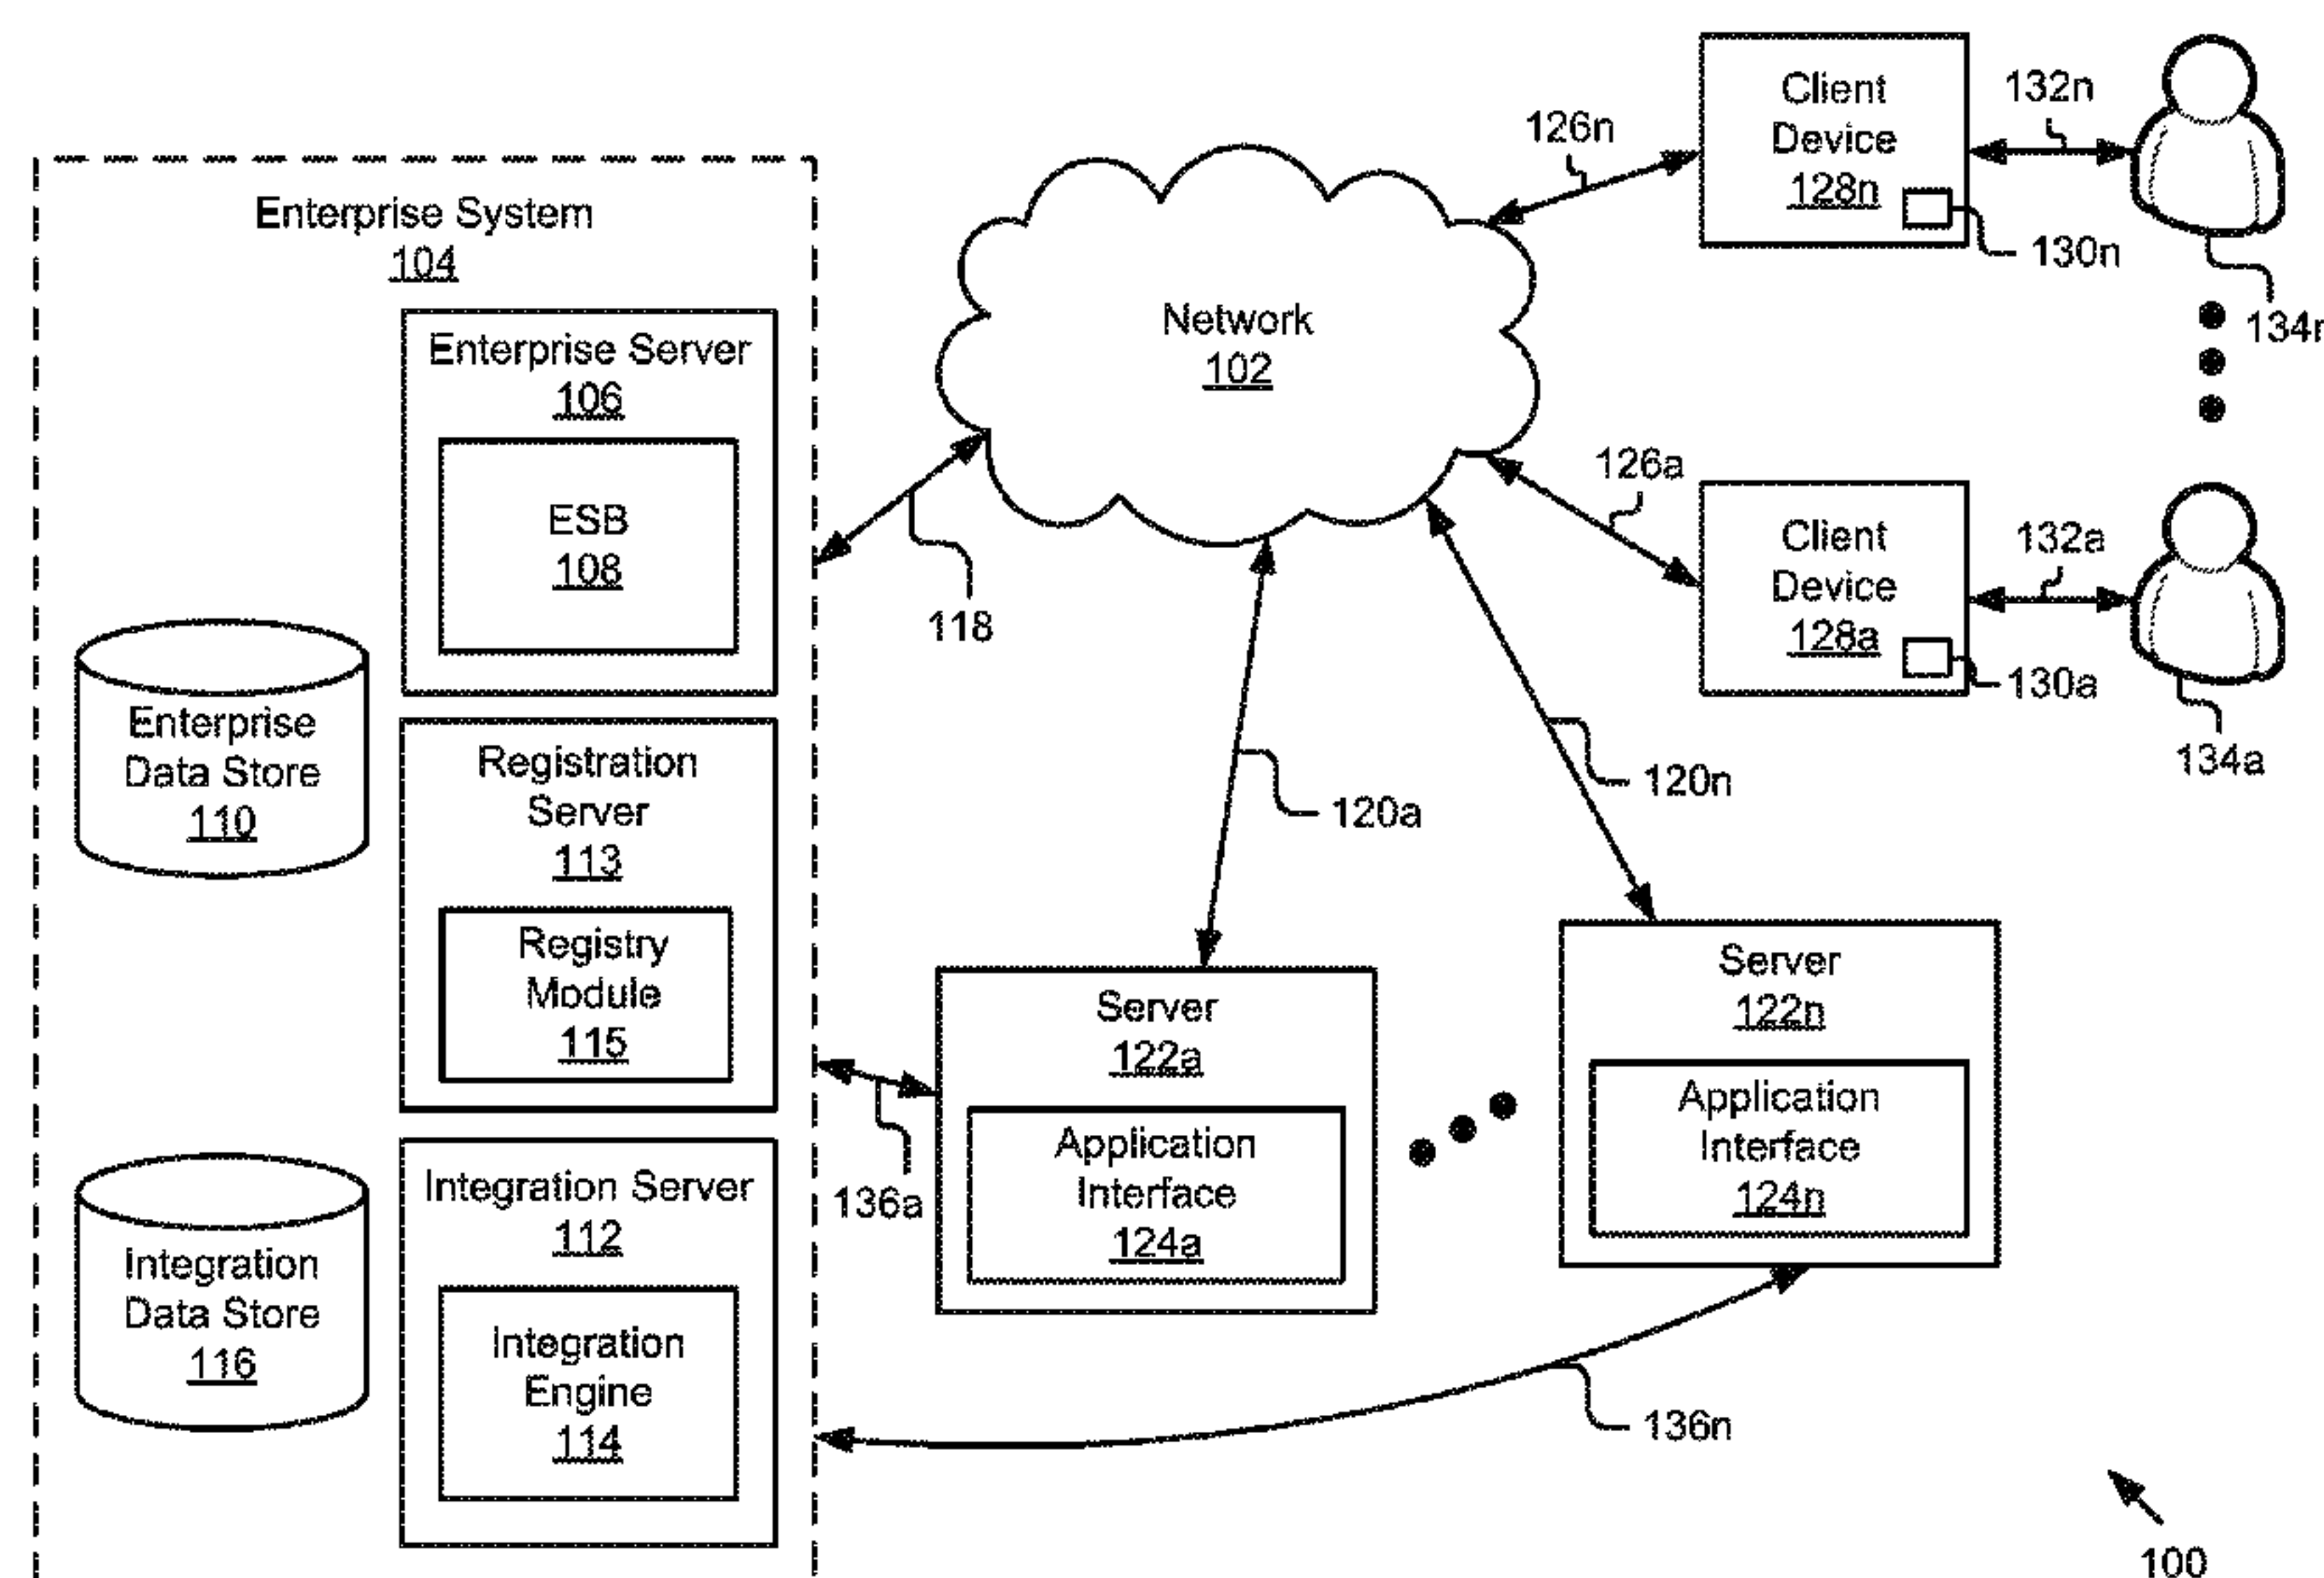 Enterprise System
104
Enterprise Server
106
ESB
108
Enterprise
Data Store
110
Registration
Server
113
Registry
Module
115
Integration Server
112
Integration
Engine
114
Integration
Data Store
116
Network
102
118
126n
Client
Device
128n
130n
132n
134n
126a
Client
Device
128a
130a
132a
134a
120a
120n
Server
122a
Application
Interface
124a
136a
Server
122n
Application
Interface
124n
136n
100